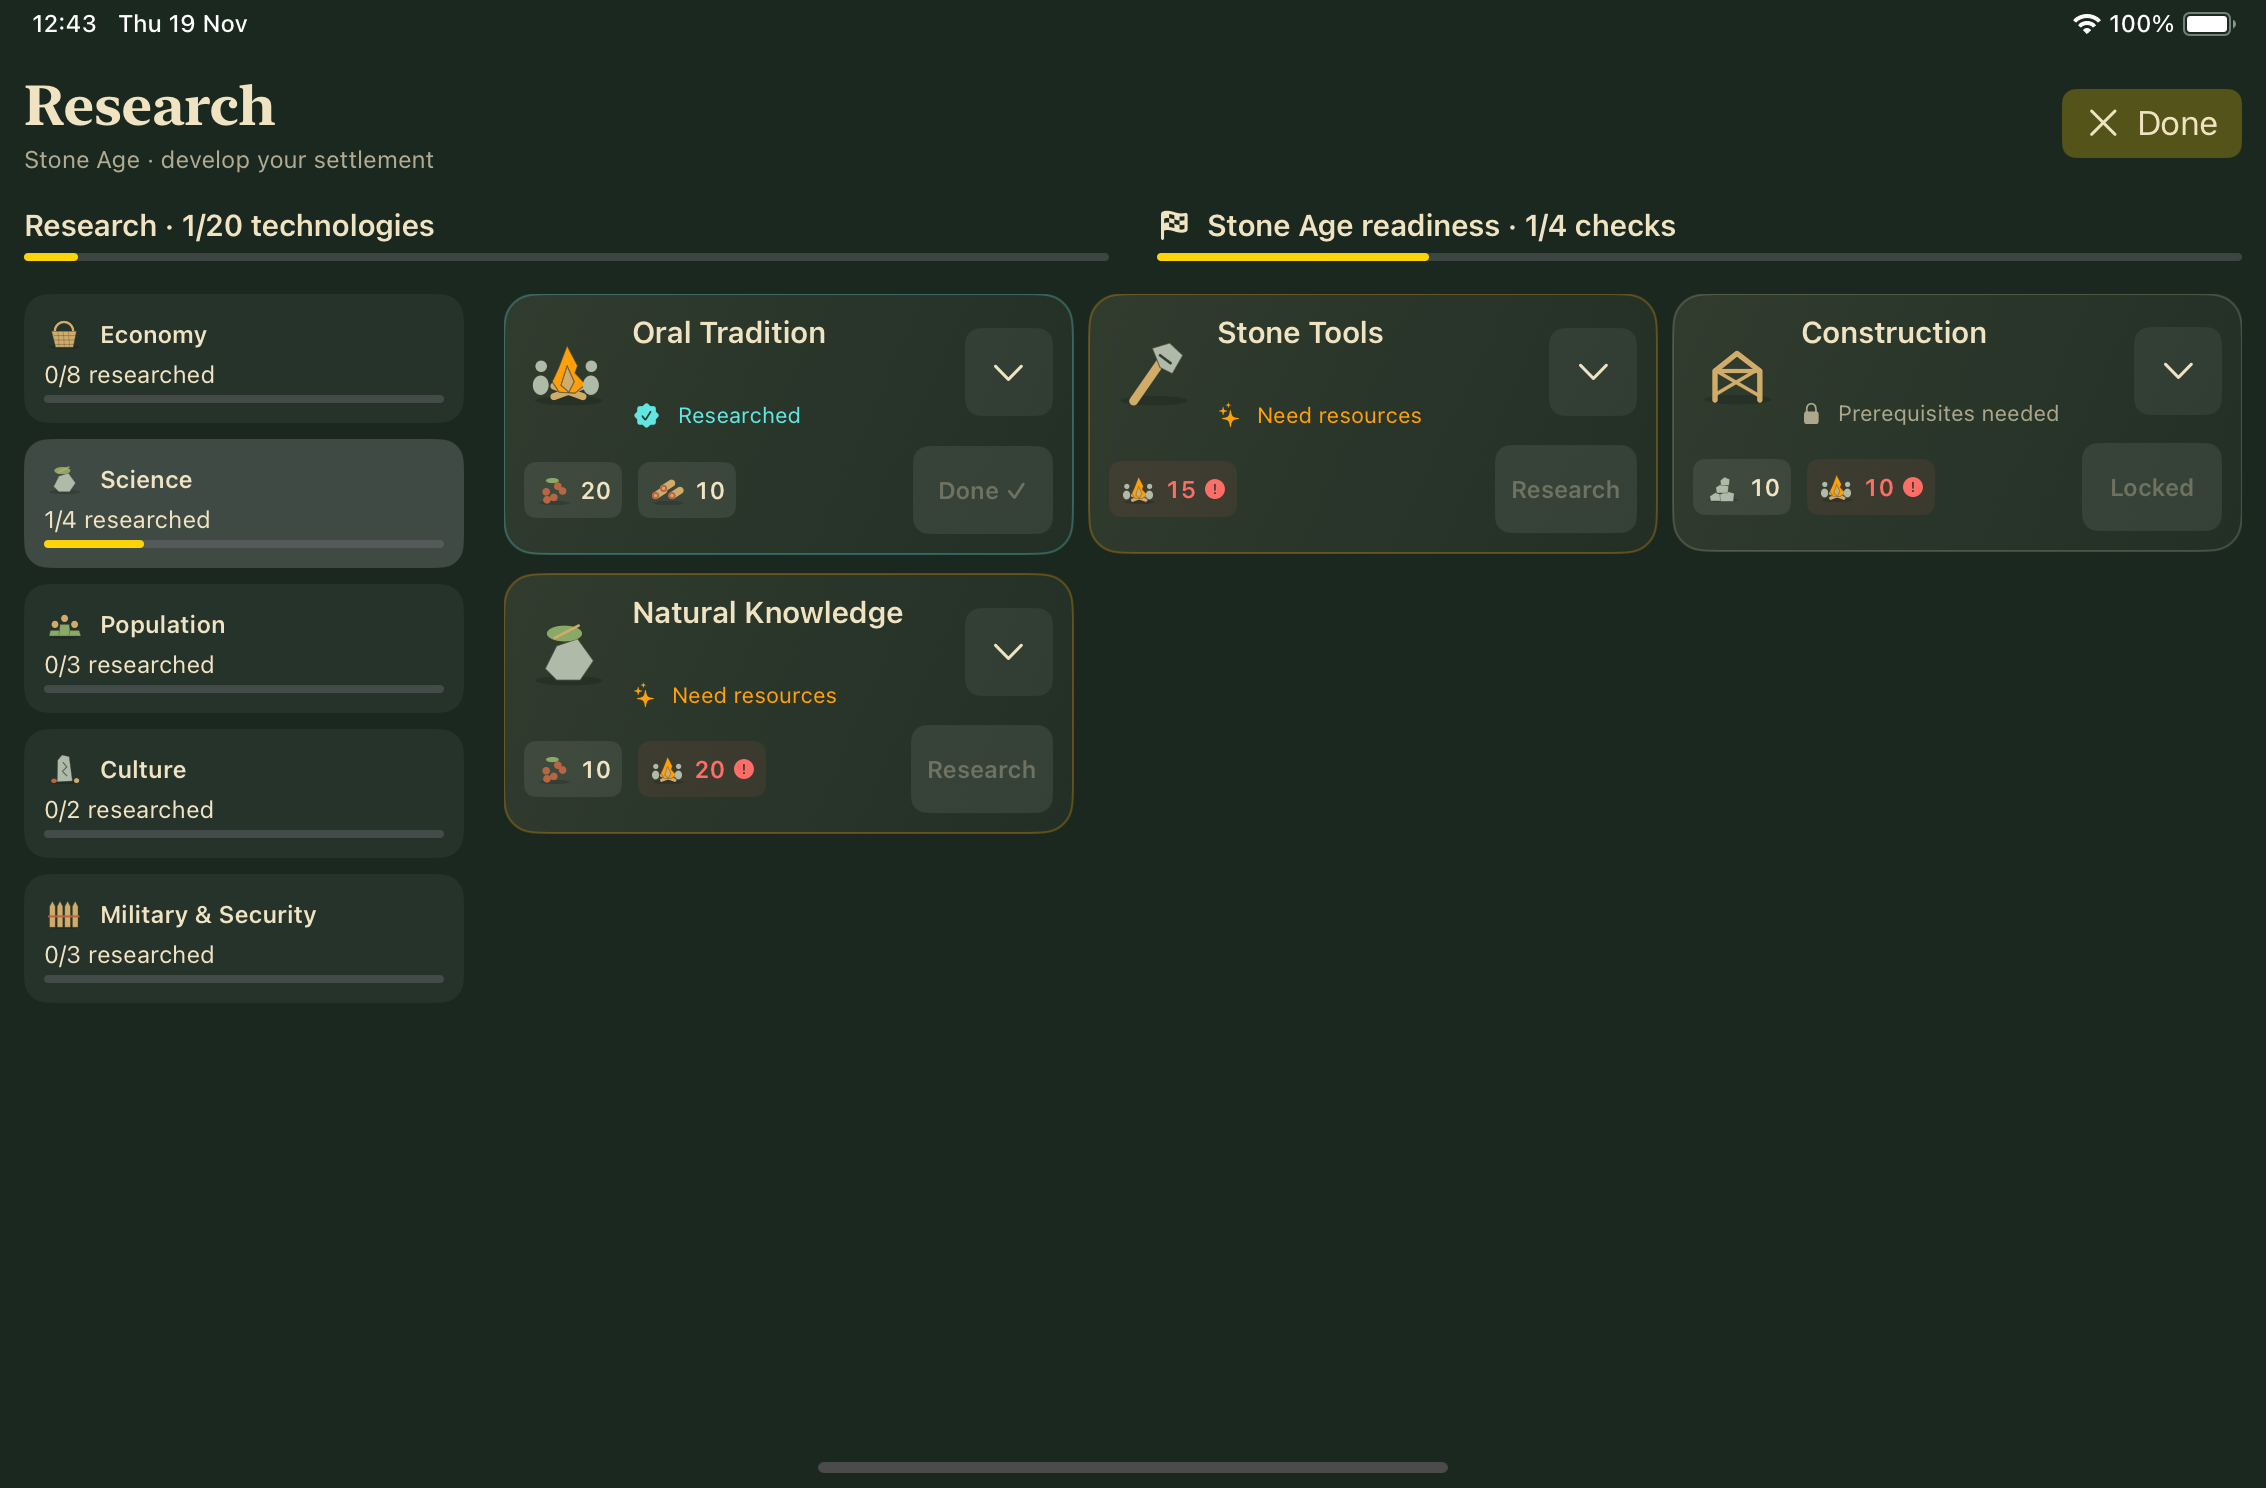 12:43 Thu 19 Nov
100%
Research
Stone Age · develop your settlement
Done
Research · 1/20 technologies
Stone Age readiness · 1/4 checks
Economy
0/8 researched
Science
1/4 researched
Population
0/3 researched
Culture
0/2 researched
Military & Security
0/3 researched
Oral Tradition
Researched
20
10
Done ✓
Stone Tools
Need resources
15
Research
Construction
Prerequisites needed
10
10
Locked
Natural Knowledge
Need resources
10
20
Research